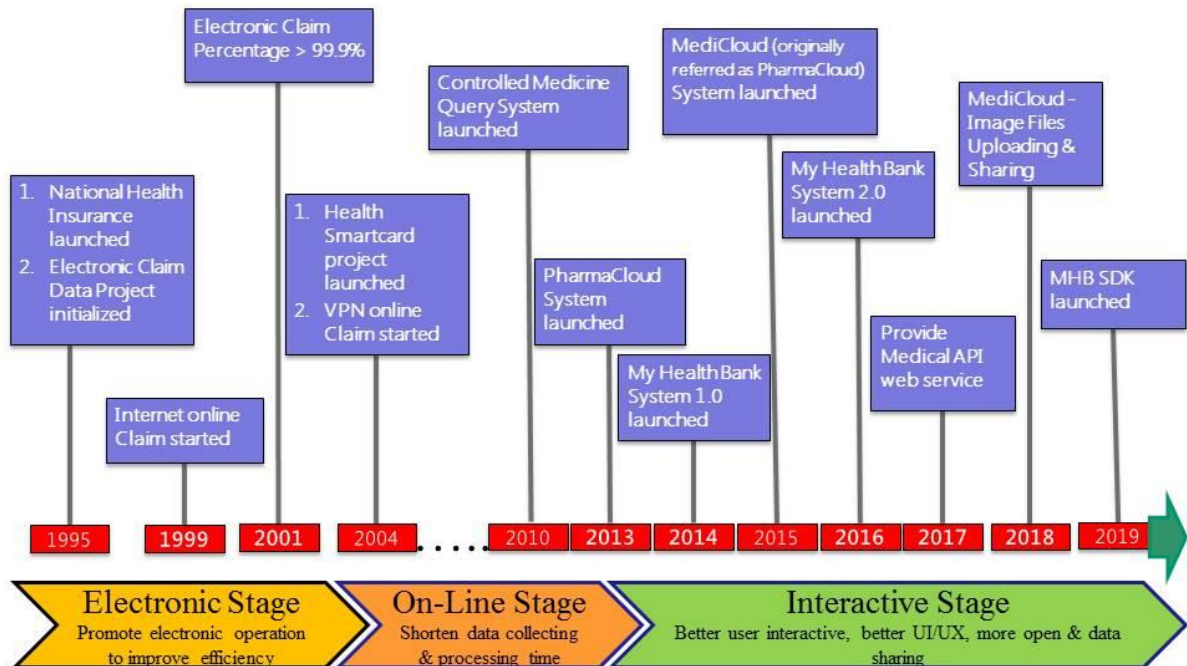 Electronic Claim
Percentage > 99.9%
MediCloud (originally
referred as PharmaCloud)
System launched
Controlled Medicine
Query System
launched
MediCloud -
Image Files
Uploading &
Sharing
My HealthBank
System 2.0
launched
1. National Health
Insurance
launched
2. Electronic Claim
Data Project
initialized
1. Health
Smartcard
project
launched
2. VPN online
Claim started
PharmaCloud
System
launched
MHB SDK
launched
Provide
Medical API
web service
My HealthBank
System 1.0
launched
Internet online
Claim started
1995
1999
2001
2004
......
2010
2013
2014
2015
2016
2017
2018
2019
Electronic Stage
Promote electronic operation
to improve efficiency
On-Line Stage
Shorten data collecting
& processing time
Interactive Stage
Better user interactive, better UI/UX, more open & data
sharing